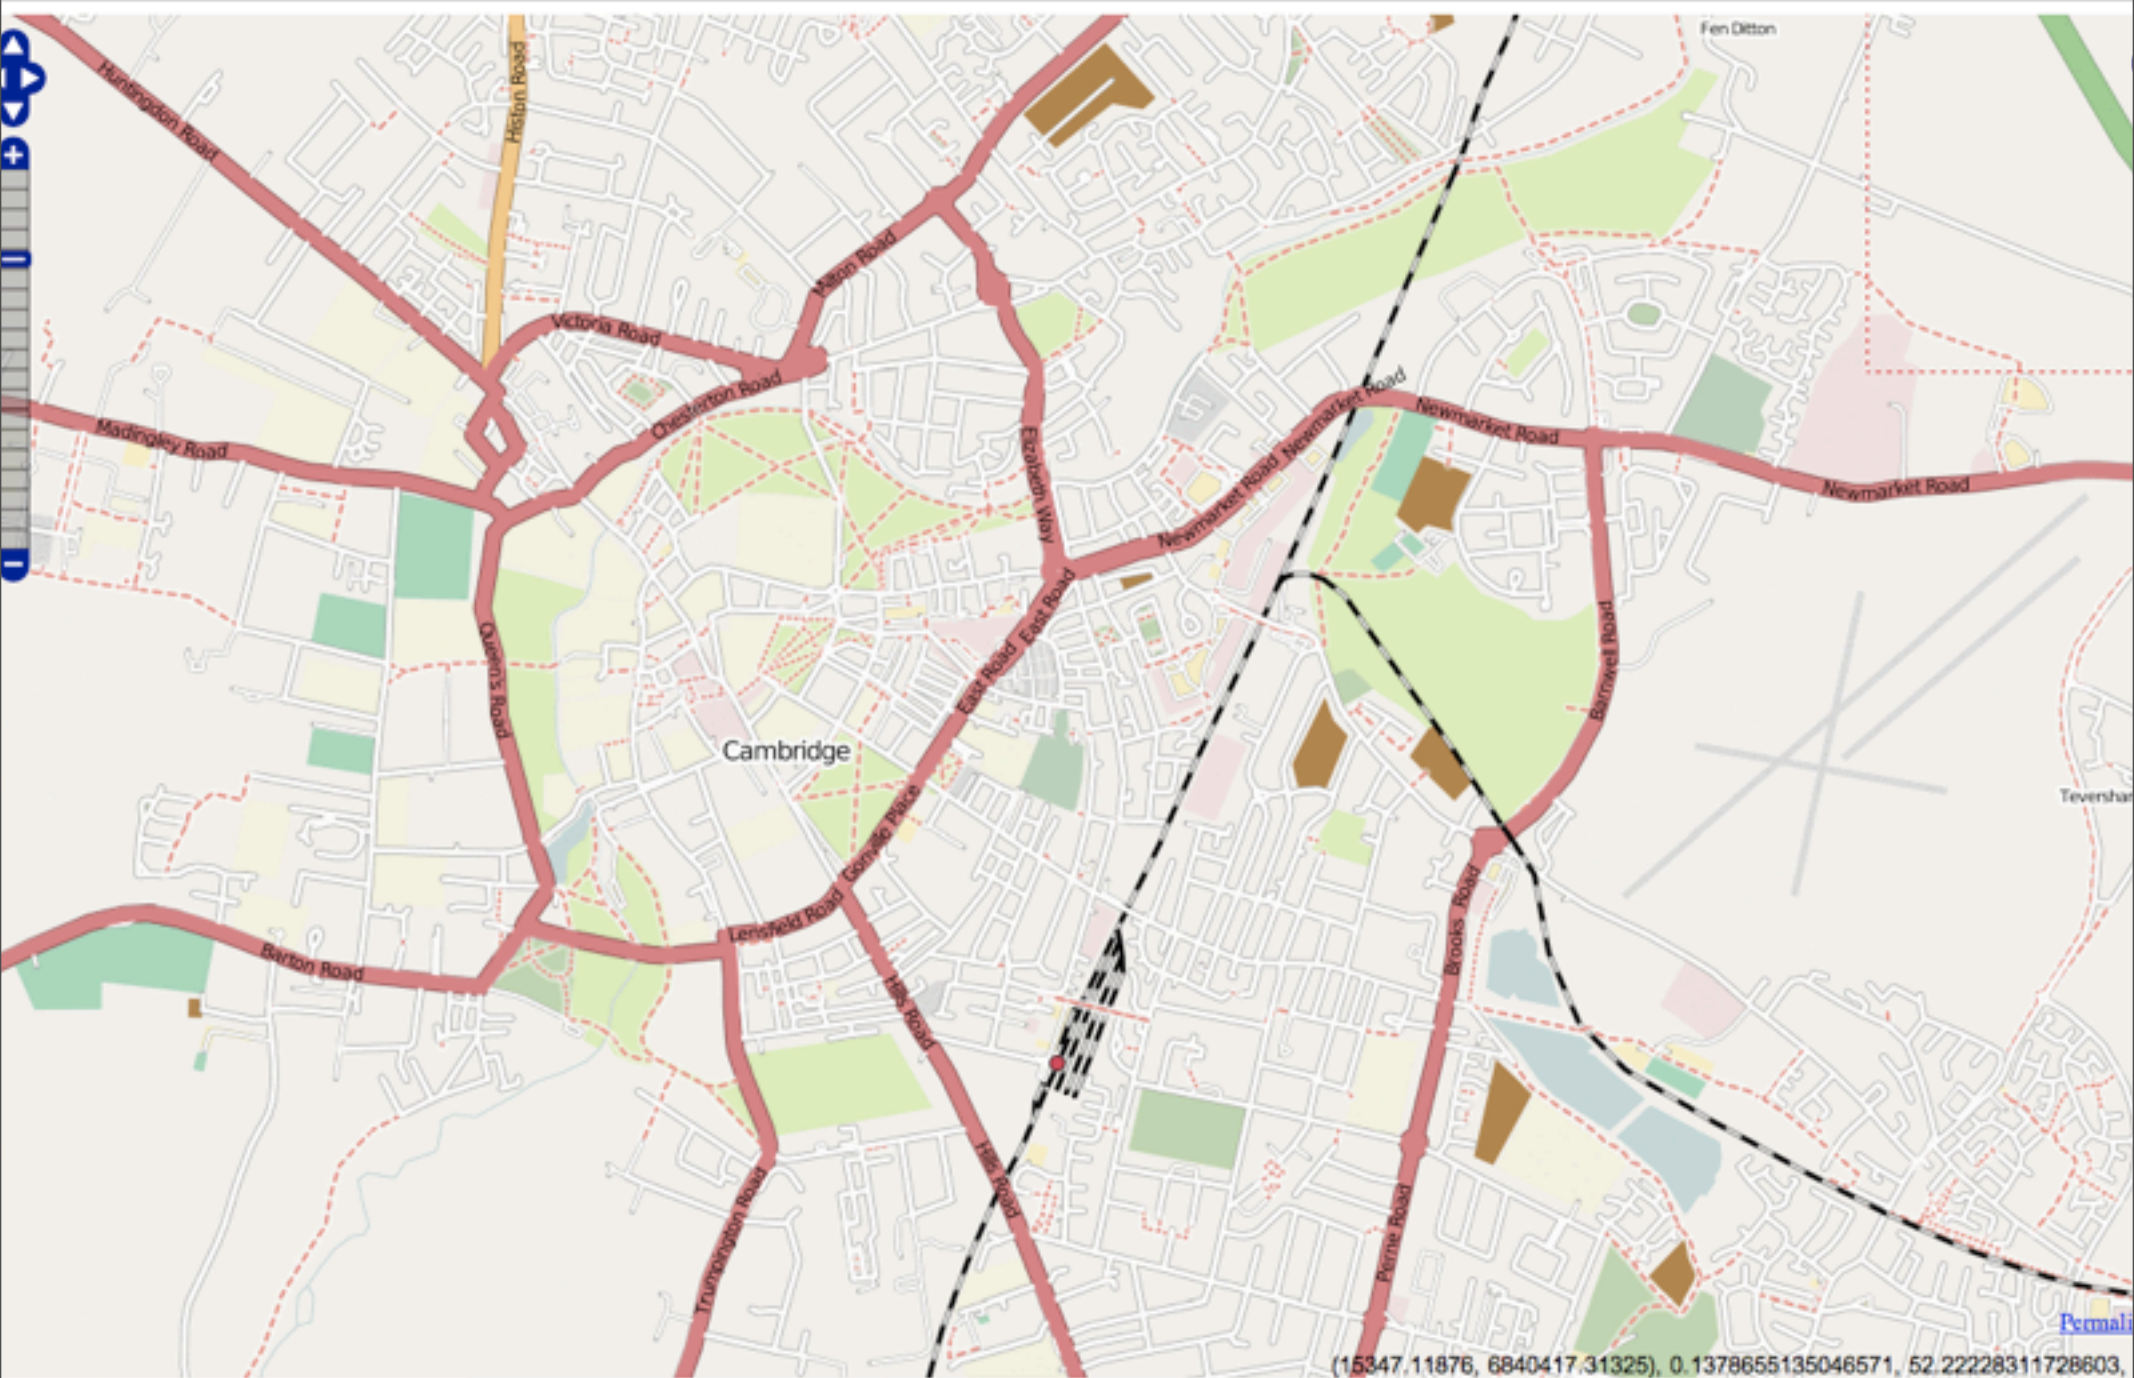 Fen Ditton
Huntingdon Road
Histon Road
Milton Road
Victoria Road
Chesterton Road
Newmarket Road
Newmarket Road
Newmarket Road
Newmarket Road
Madingley Road
Elizabeth Way
East Road
East Road
Queen's Road
Barnwell Road
Cambridge
Teversha
Gonville Place
Lensfield Road
Barton Road
Brooks Road
Hills Road
Hills Road
Trumpington Road
Perne Road
Permali
(15347.11876, 6840417.31325), 0.1378655135046571, 52.22228311728603,
+
−